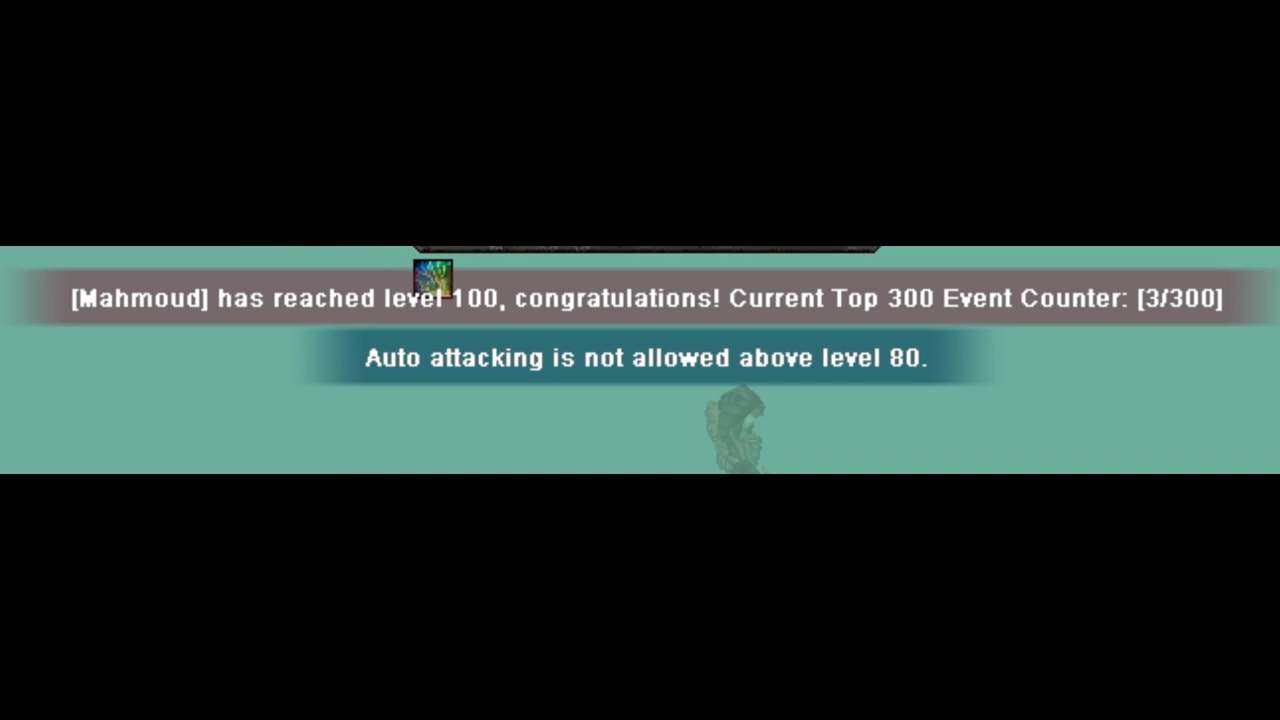 [Mahmoud] has reached level 100, congratulations! Current Top 300 Event Counter: [3/300]
Auto attacking is not allowed above level 80.